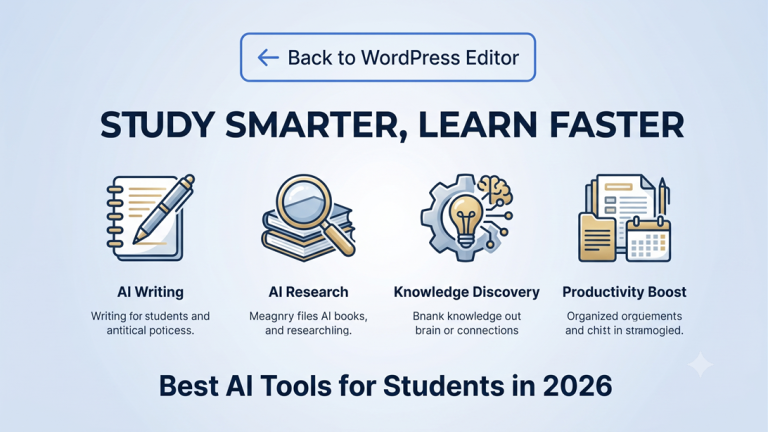 ← Back to WordPress Editor
STUDY SMARTER, LEARN FASTER
AI Writing
Writing for students and
antitical poticess.
AI Research
Meagnry files AI books,
and researchling.
Knowledge Discovery
Bnank knowledge out
brain or connections
Productivity Boost
Organized orguements
and chist in stramogled.
Best AI Tools for Students in 2026